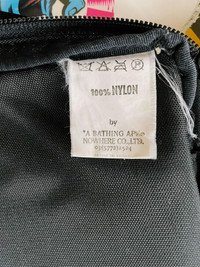 100% NYLON
by
"A BATHING APE®
NOWHERE CO., LTD.